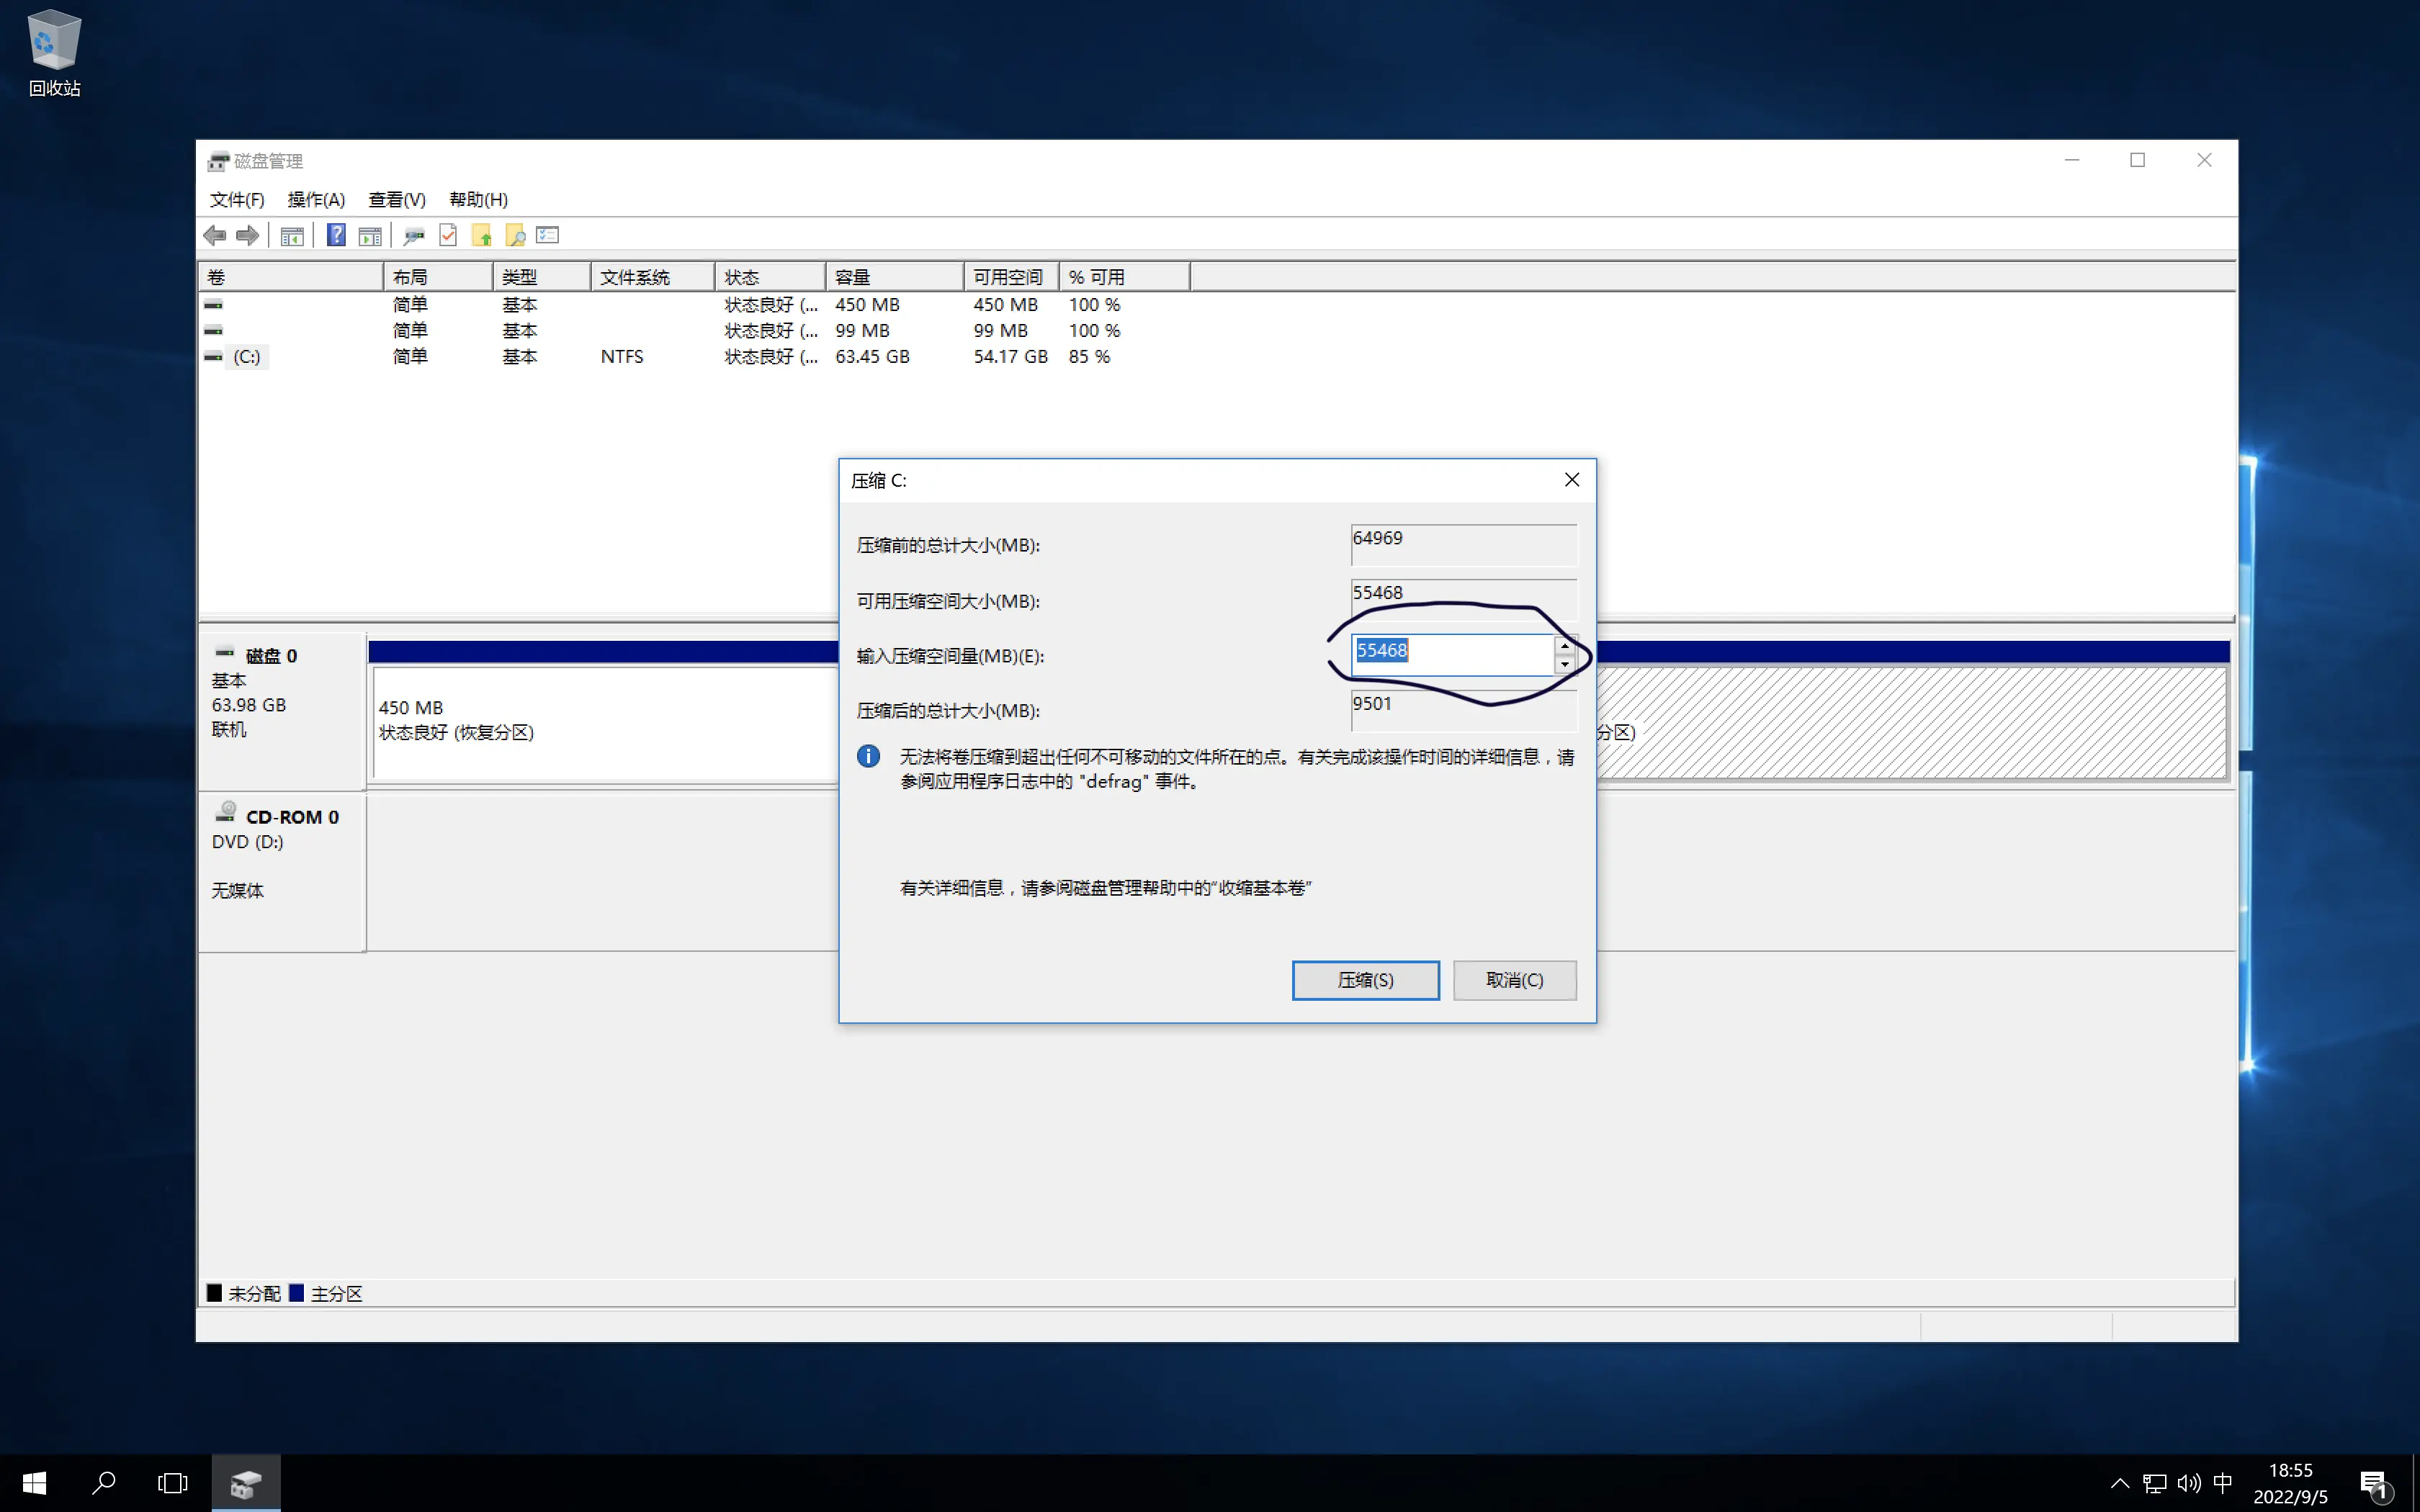 回收站
磁盘管理
文件(F) 操作(A) 查看(V) 帮助(H)
卷 布局 类型 文件系统 状态 容量 可用空间 % 可用
简单 基本 状态良好 (... 450 MB 450 MB 100 %
简单 基本 状态良好 (... 99 MB 99 MB 100 %
(C:) 简单 基本 NTFS 状态良好 (... 63.45 GB 54.17 GB 85 %
压缩 C:
压缩前的总计大小(MB): 64969
可用压缩空间大小(MB): 55468
输入压缩空间量(MB)(E): 55468
压缩后的总计大小(MB): 9501
无法将卷压缩到超出任何不可移动的文件所在的点。有关完成该操作时间的详细信息，请
参阅应用程序日志中的 "defrag" 事件。
有关详细信息，请参阅磁盘管理帮助中的“收缩基本卷”
压缩(S) 取消(C)
磁盘 0
基本
63.98 GB
联机
450 MB
状态良好 (恢复分区)
分区)
CD-ROM 0
DVD (D:)
无媒体
未分配 主分区
中
18:55
2022/9/5
1